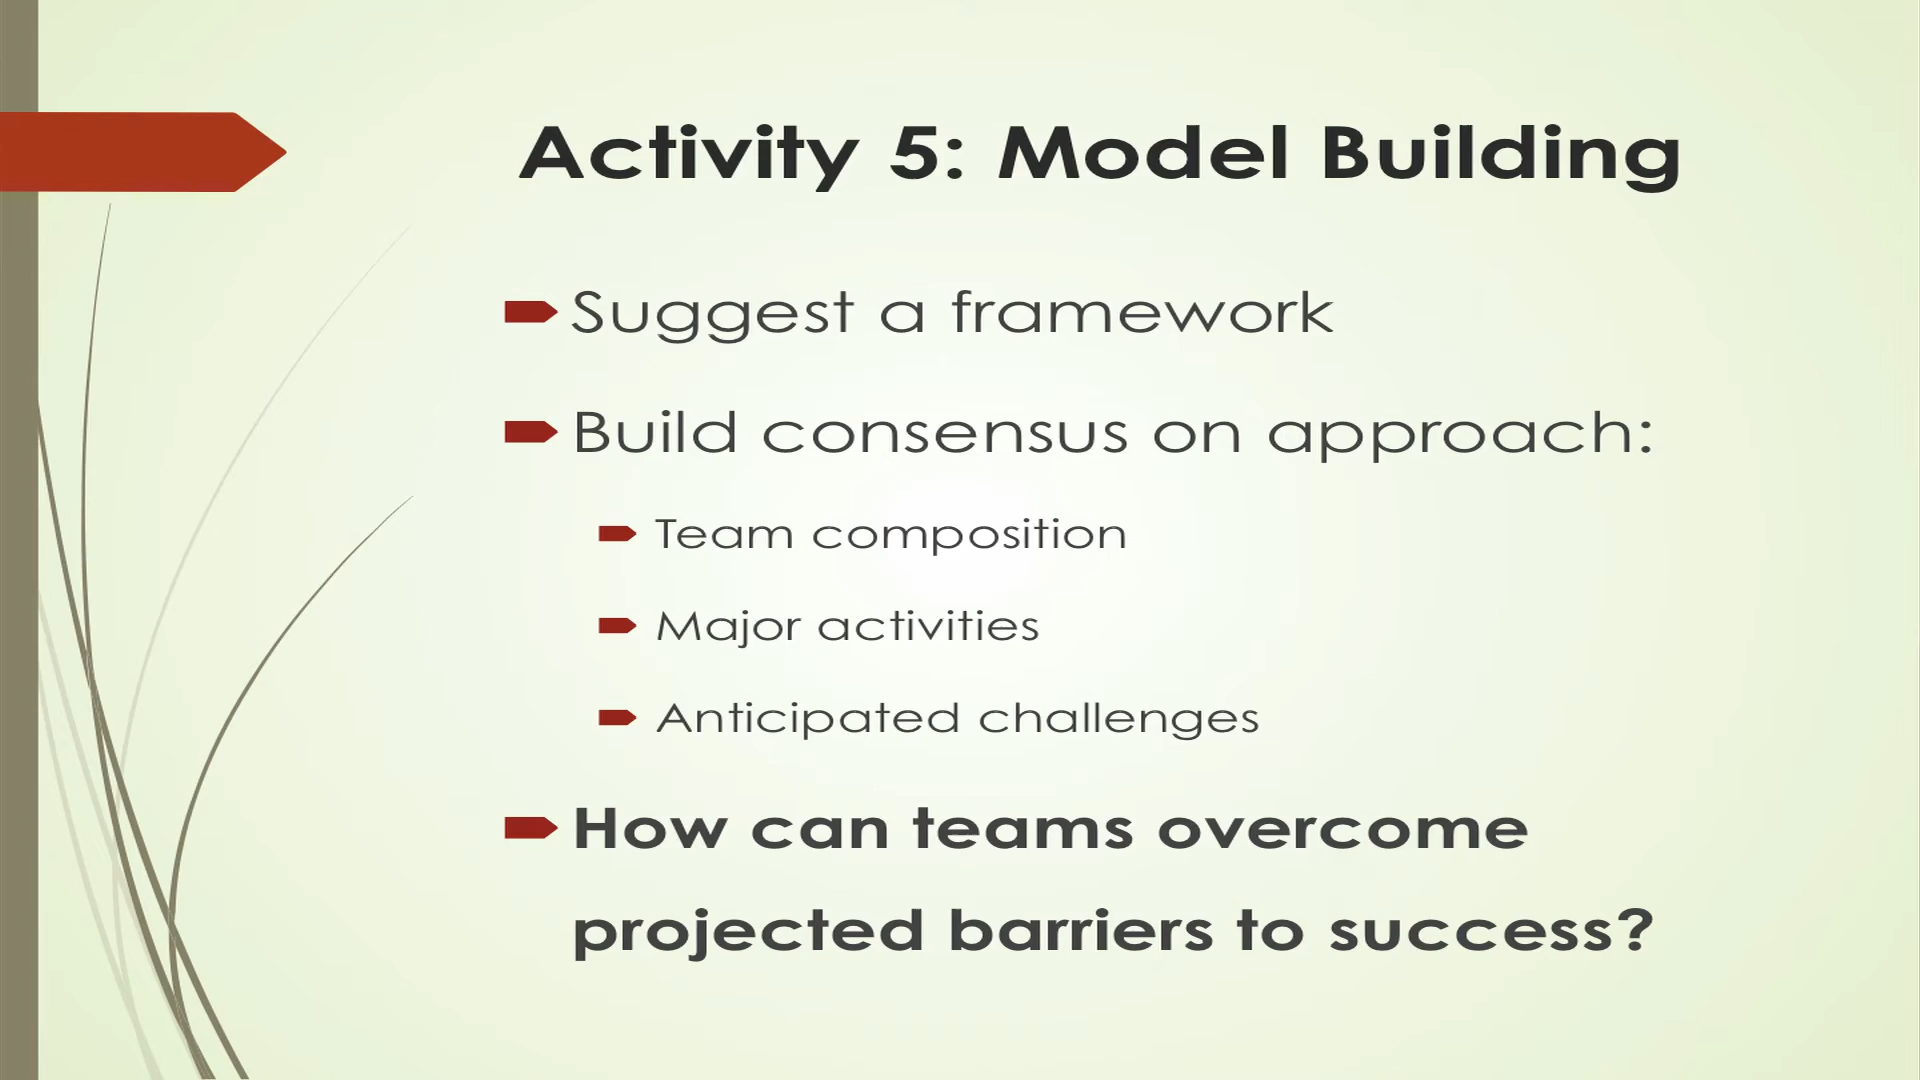 Activity 5: Model Building
Suggest a framework
Build consensus on approach:
Team composition
Major activities
Anticipated challenges
How can teams overcome
projected barriers to success?